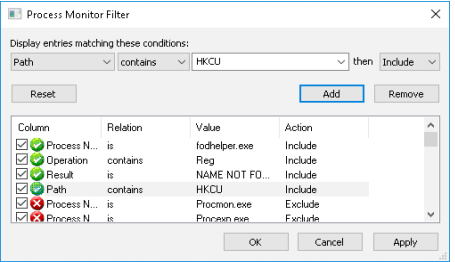 Process Monitor Filter
Display entries matching these conditions:
Path contains HKCU then Include
Reset Add Remove
Column Relation Value Action
Process N... is fodhelper.exe Include
Operation contains Reg Include
Result is NAME NOT FO... Include
Path contains HKCU Include
Process N... is Procmon.exe Exclude
Process N... is Procexp.exe Exclude
OK Cancel Apply